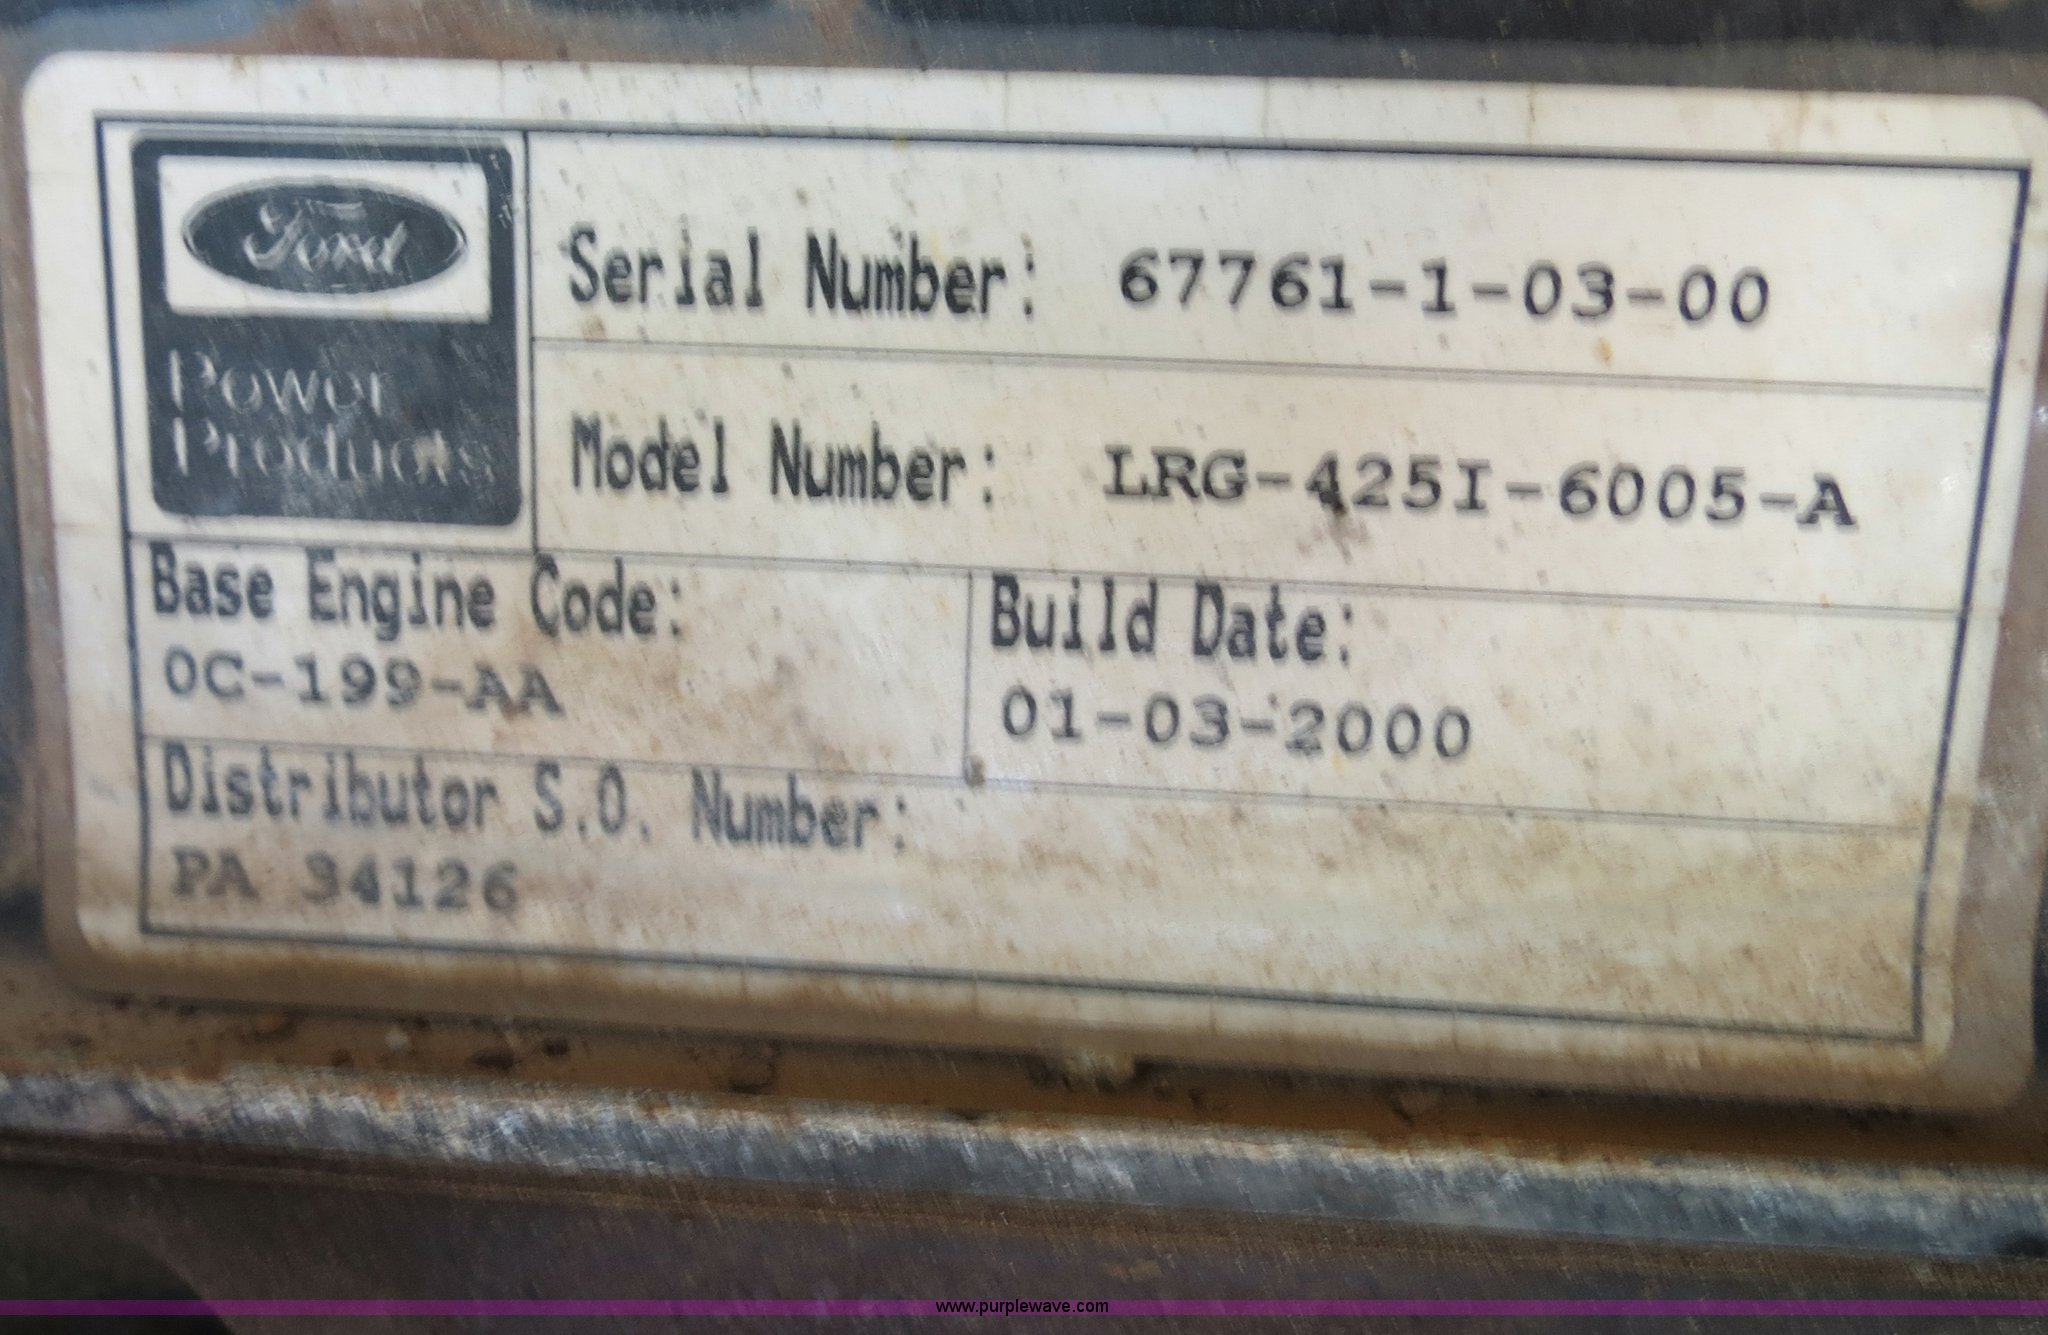 Ford
Power
Products
Serial Number: 67761-1-03-00
Model Number: LRG-425I-6005-A
Base Engine Code:
0C-199-AA
Build Date:
01-03-2000
Distributor S.O. Number:
PA 34126
www.purplewave.com